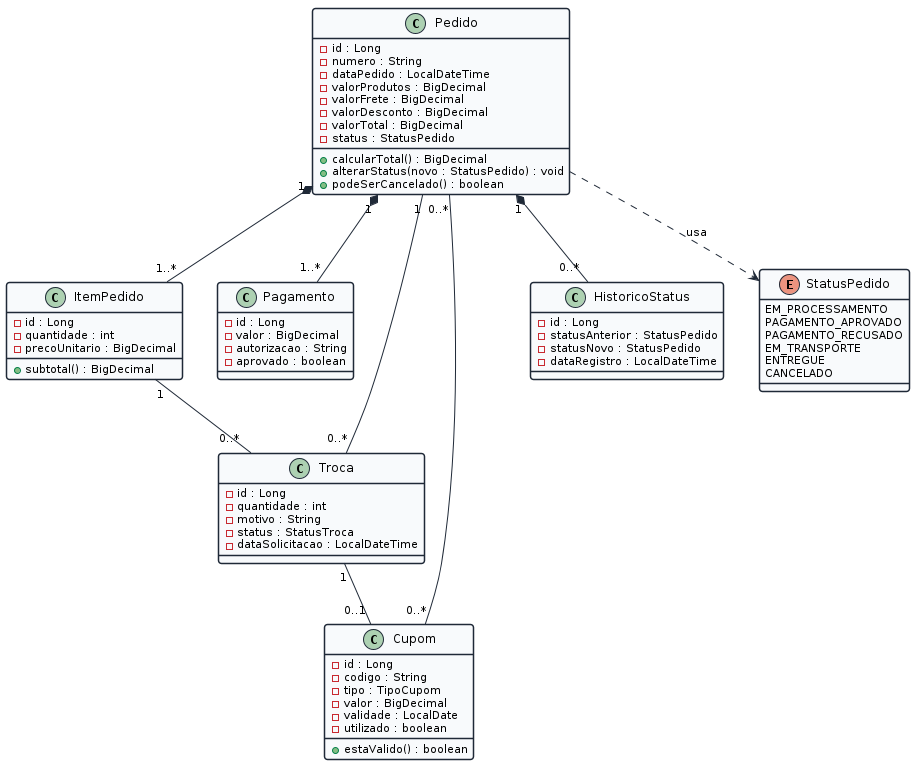 C Pedido
id : Long
numero : String
dataPedido : LocalDateTime
valorProdutos : BigDecimal
valorFrete : BigDecimal
valorDesconto : BigDecimal
valorTotal : BigDecimal
status : StatusPedido
calcularTotal() : BigDecimal
alterarStatus(novo : StatusPedido) : void
podeSerCancelado() : boolean
1 1 1 0..* 1
usa
1..* 1..* 0..*
C ItemPedido
id : Long
quantidade : int
precoUnitario : BigDecimal
subtotal() : BigDecimal
C Pagamento
id : Long
valor : BigDecimal
autorizacao : String
aprovado : boolean
C HistoricoStatus
id : Long
statusAnterior : StatusPedido
statusNovo : StatusPedido
dataRegistro : LocalDateTime
E StatusPedido
EM_PROCESSAMENTO
PAGAMENTO_APROVADO
PAGAMENTO_RECUSADO
EM_TRANSPORTE
ENTREGUE
CANCELADO
1
0..* 0..*
C Troca
id : Long
quantidade : int
motivo : String
status : StatusTroca
dataSolicitacao : LocalDateTime
1
0..1 0..*
C Cupom
id : Long
codigo : String
tipo : TipoCupom
valor : BigDecimal
validade : LocalDate
utilizado : boolean
estaValido() : boolean